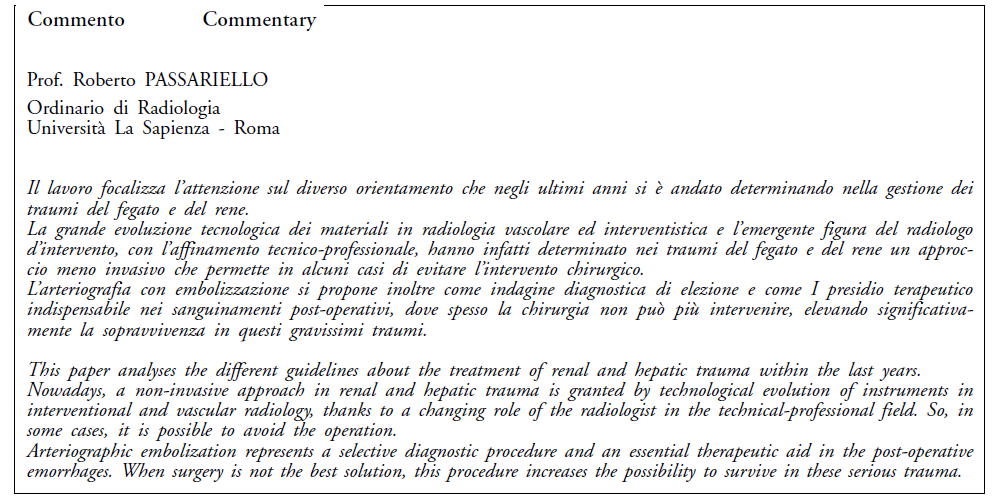 Commento Commentary
Prof. Roberto PASSARIELLO
Ordinario di Radiologia
Università La Sapienza - Roma
Il lavoro focalizza l'attenzione sul diverso orientamento che negli ultimi anni si è andato determinando nella gestione dei
traumi del fegato e del rene.
La grande evoluzione tecnologica dei materiali in radiologia vascolare ed interventistica e l'emergente figura del radiologo
d'intervento, con l'affinamento tecnico-professionale, hanno infatti determinato nei traumi del fegato e del rene un approc-
cio meno invasivo che permette in alcuni casi di evitare l'intervento chirurgico.
L'arteriografia con embolizzazione si propone inoltre come indagine diagnostica di elezione e come I presidio terapeutico
indispensabile nei sanguinamenti post-operativi, dove spesso la chirurgia non può più intervenire, elevando significativa-
mente la sopravvivenza in questi gravissimi traumi.
This paper analyses the different guidelines about the treatment of renal and hepatic trauma within the last years.
Nowadays, a non-invasive approach in renal and hepatic trauma is granted by technological evolution of instruments in
interventional and vascular radiology, thanks to a changing role of the radiologist in the technical-professional field. So, in
some cases, it is possible to avoid the operation.
Arteriographic embolization represents a selective diagnostic procedure and an essential therapeutic aid in the post-operative
emorrhages. When surgery is not the best solution, this procedure increases the possibility to survive in these serious trauma.